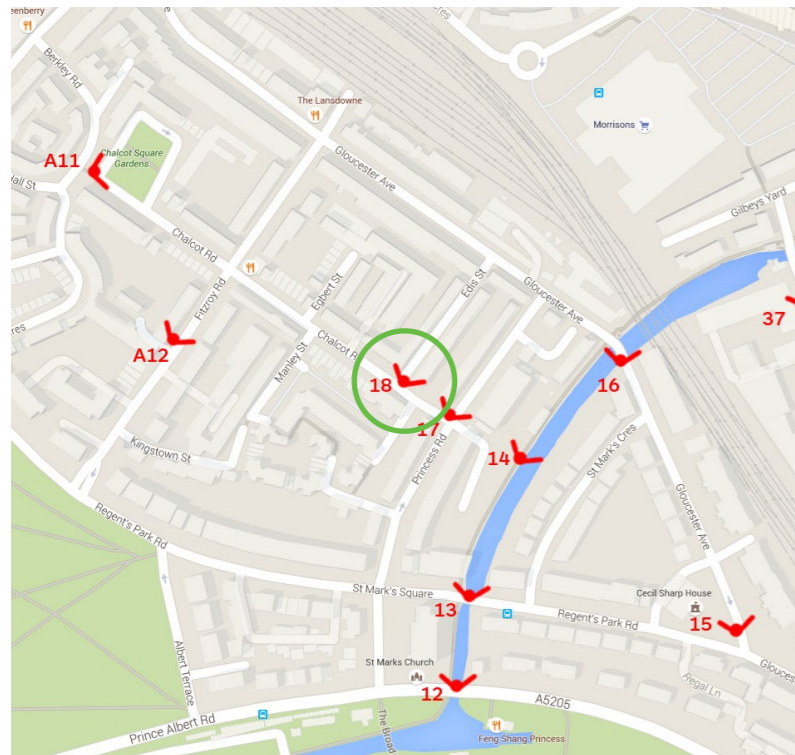 eenberry
Berkley Rd
The Lansdowne
Morrisons
A11
Chalcot Square
Gardens
Gloucester Ave
all St
Gilbeys Yard
Chalcot Rd
Fitzroy Rd
Egbert St
Edis St
Gloucester Ave
37
res
A12
Manley St
Chalcot R
18
16
17
Kingstown St
Princess Rd
14
St Mark's Cres
Regent's Park Rd
Gloucester Ave
St Mark's Square
13
Cecil Sharp House
Regent's Park Rd
15
Albert Terrace
St Marks Church
Glouces
Regal Ln
12
A5205
Prince Albert Rd
The Broad
Feng Shang Princess